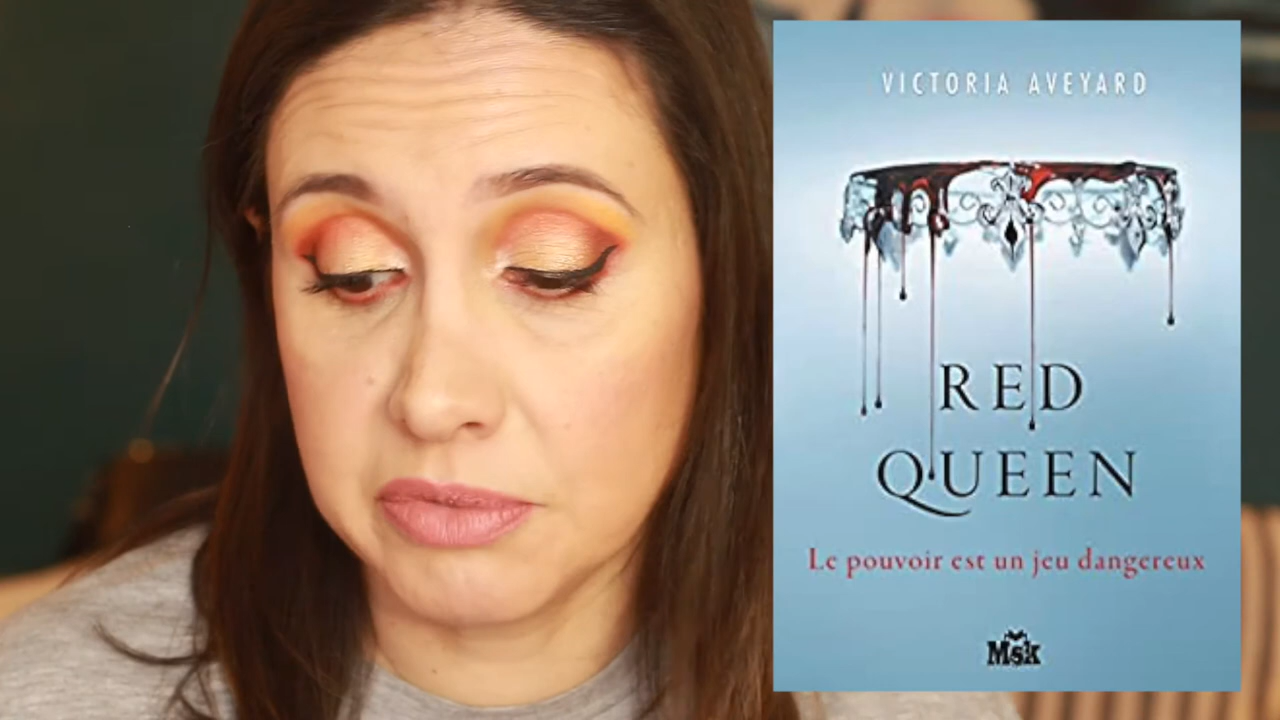 VICTORIA AVEYARD
RED
QUEEN
Le pouvoir est un jeu dangereux
Msk